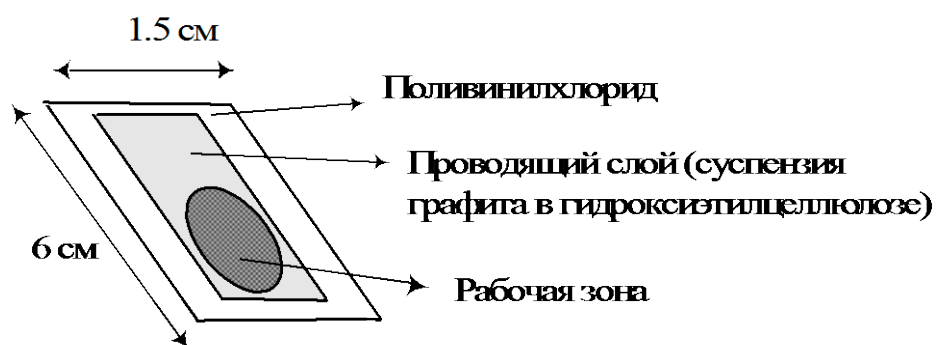 1.5 см
Поливинилхлорид
Проводящий слой (суспензия
графита в гидроксиэтилцеллюлозе)
6 см
Рабочая зона